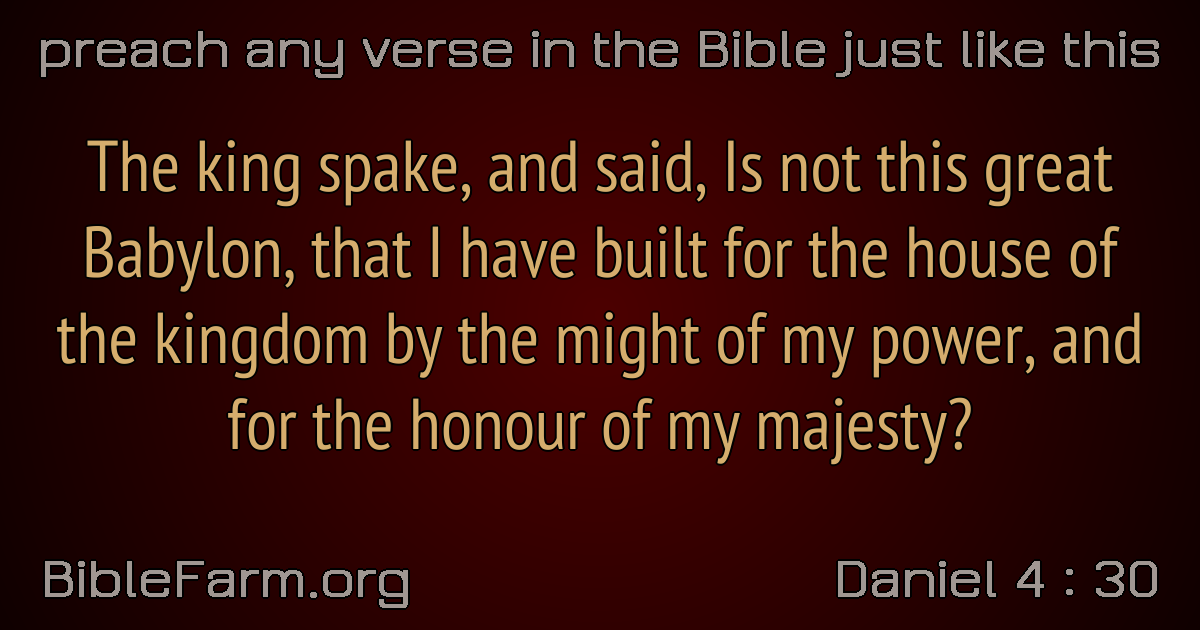 preach any verse in the Bible just like this
The king spake, and said, Is not this great
Babylon, that I have built for the house of
the kingdom by the might of my power, and
for the honour of my majesty?
BibleFarm.org
Daniel 4 : 30